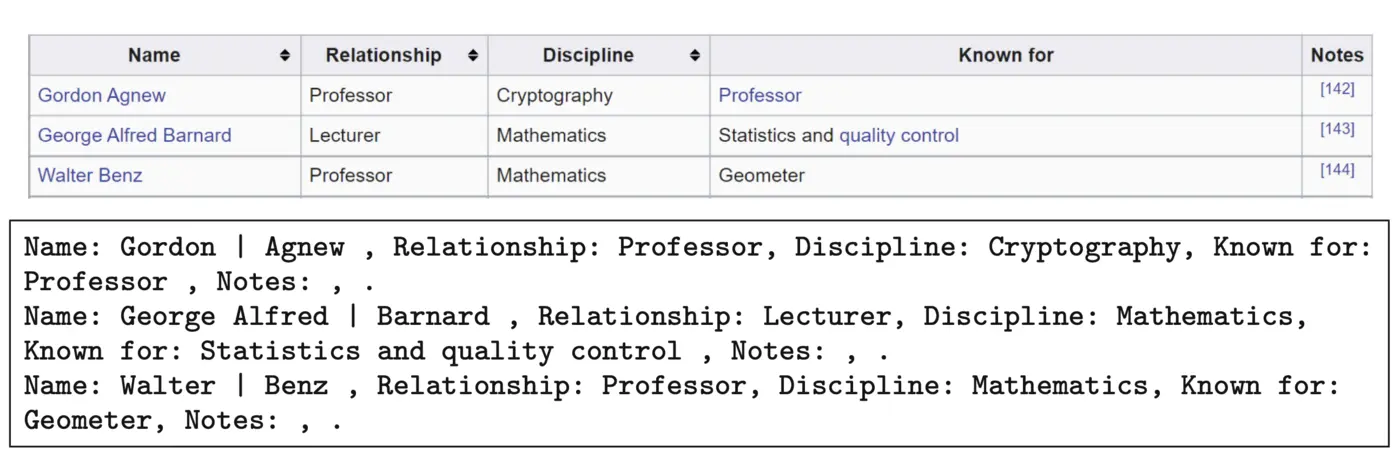 Name Relationship Discipline Known for Notes
Gordon Agnew Professor Cryptography Professor [142]
George Alfred Barnard Lecturer Mathematics Statistics and quality control [143]
Walter Benz Professor Mathematics Geometer [144]
Name: Gordon | Agnew , Relationship: Professor, Discipline: Cryptography, Known for:
Professor , Notes: , .
Name: George Alfred | Barnard , Relationship: Lecturer, Discipline: Mathematics,
Known for: Statistics and quality control , Notes: , .
Name: Walter | Benz , Relationship: Professor, Discipline: Mathematics, Known for:
Geometer, Notes: , .